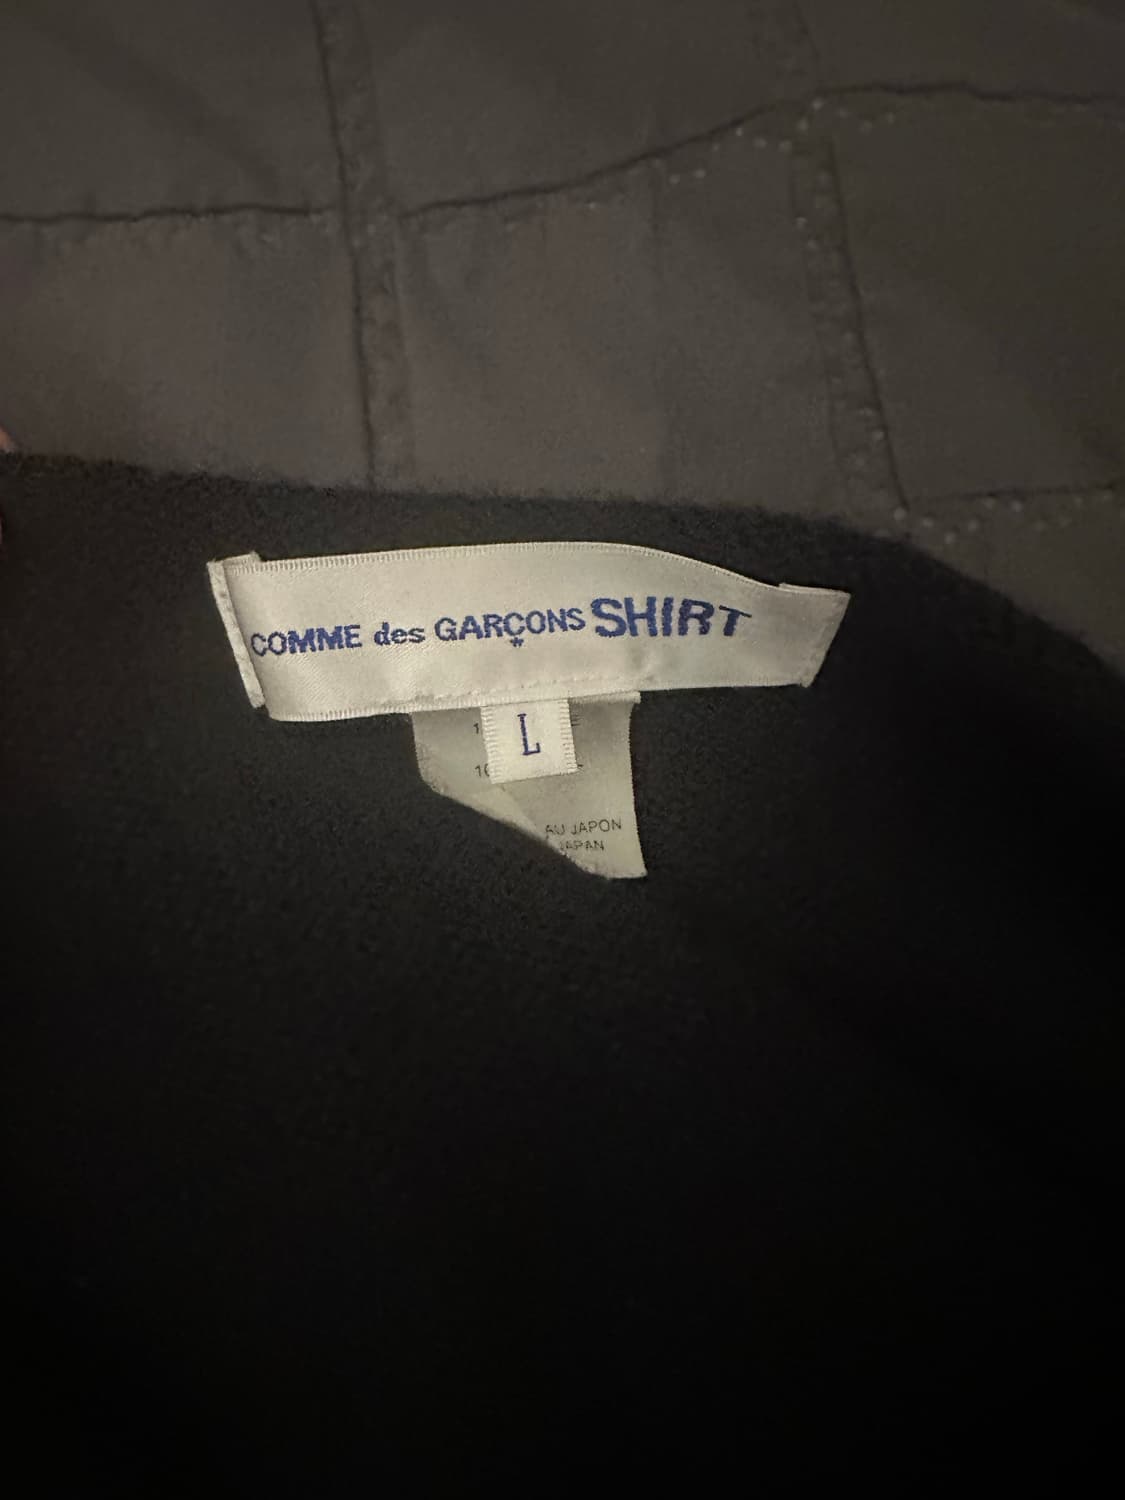 COMME des GARÇONS SHIRT
L
AU JAPON
JAPAN